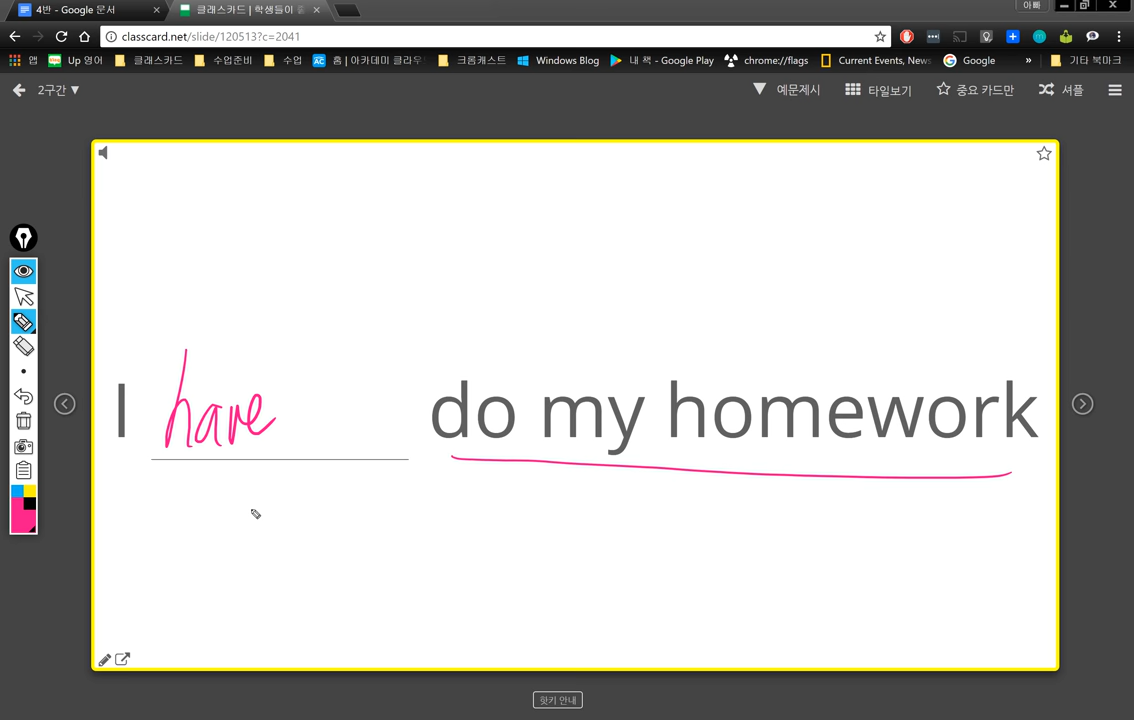 4반 - Google 문서
클래스카드 | 학생들이 훌
아빠
classcard.net/slide/120513?c=2041
앱 Up 영어 클래스카드 수업준비 수업 AC 홈 | 아카데미 클라우 크롬캐스트 Windows Blog 내 책 - Google Play chrome://flags Current Events, News Google » 기타 북마크
2구간 ▼ ▼ 예문제시 타일보기 중요 카드만 셔플
I have do my homework
핫키 안내